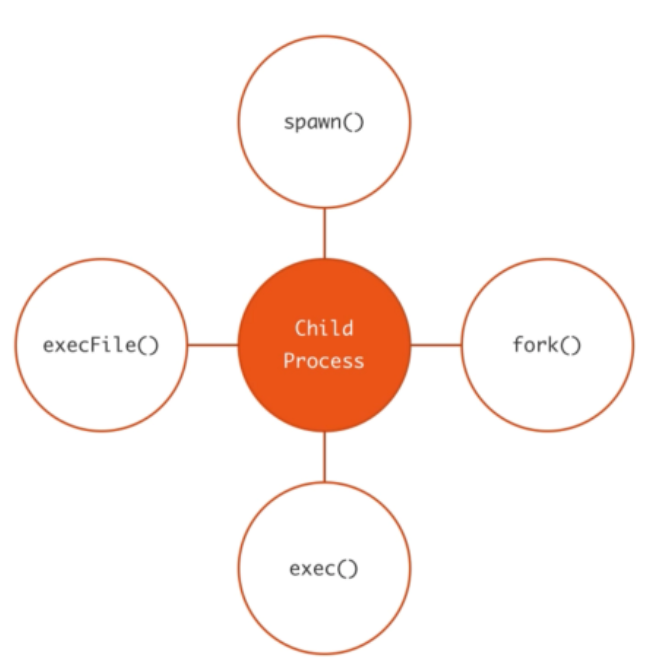 spawn()
execFile()
Child
Process
fork()
exec()